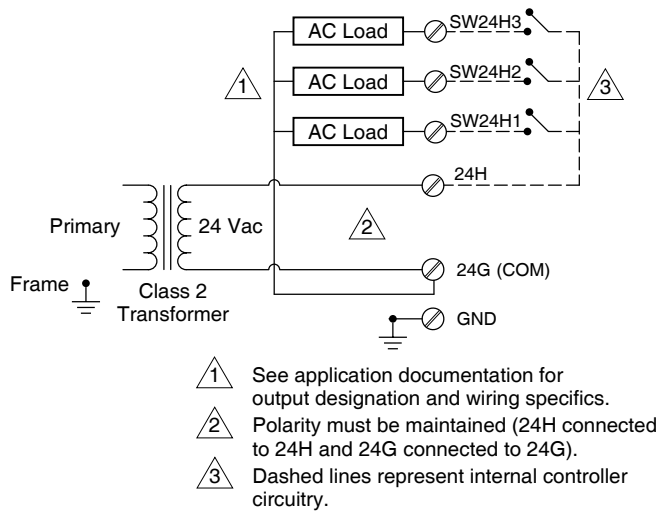 AC Load SW24H3
AC Load SW24H2
1
3
AC Load SW24H1
24H
Primary 24 Vac
2
24G (COM)
Frame
Class 2
Transformer
GND
1 See application documentation for
output designation and wiring specifics.
2 Polarity must be maintained (24H connected
to 24H and 24G connected to 24G).
3 Dashed lines represent internal controller
circuitry.